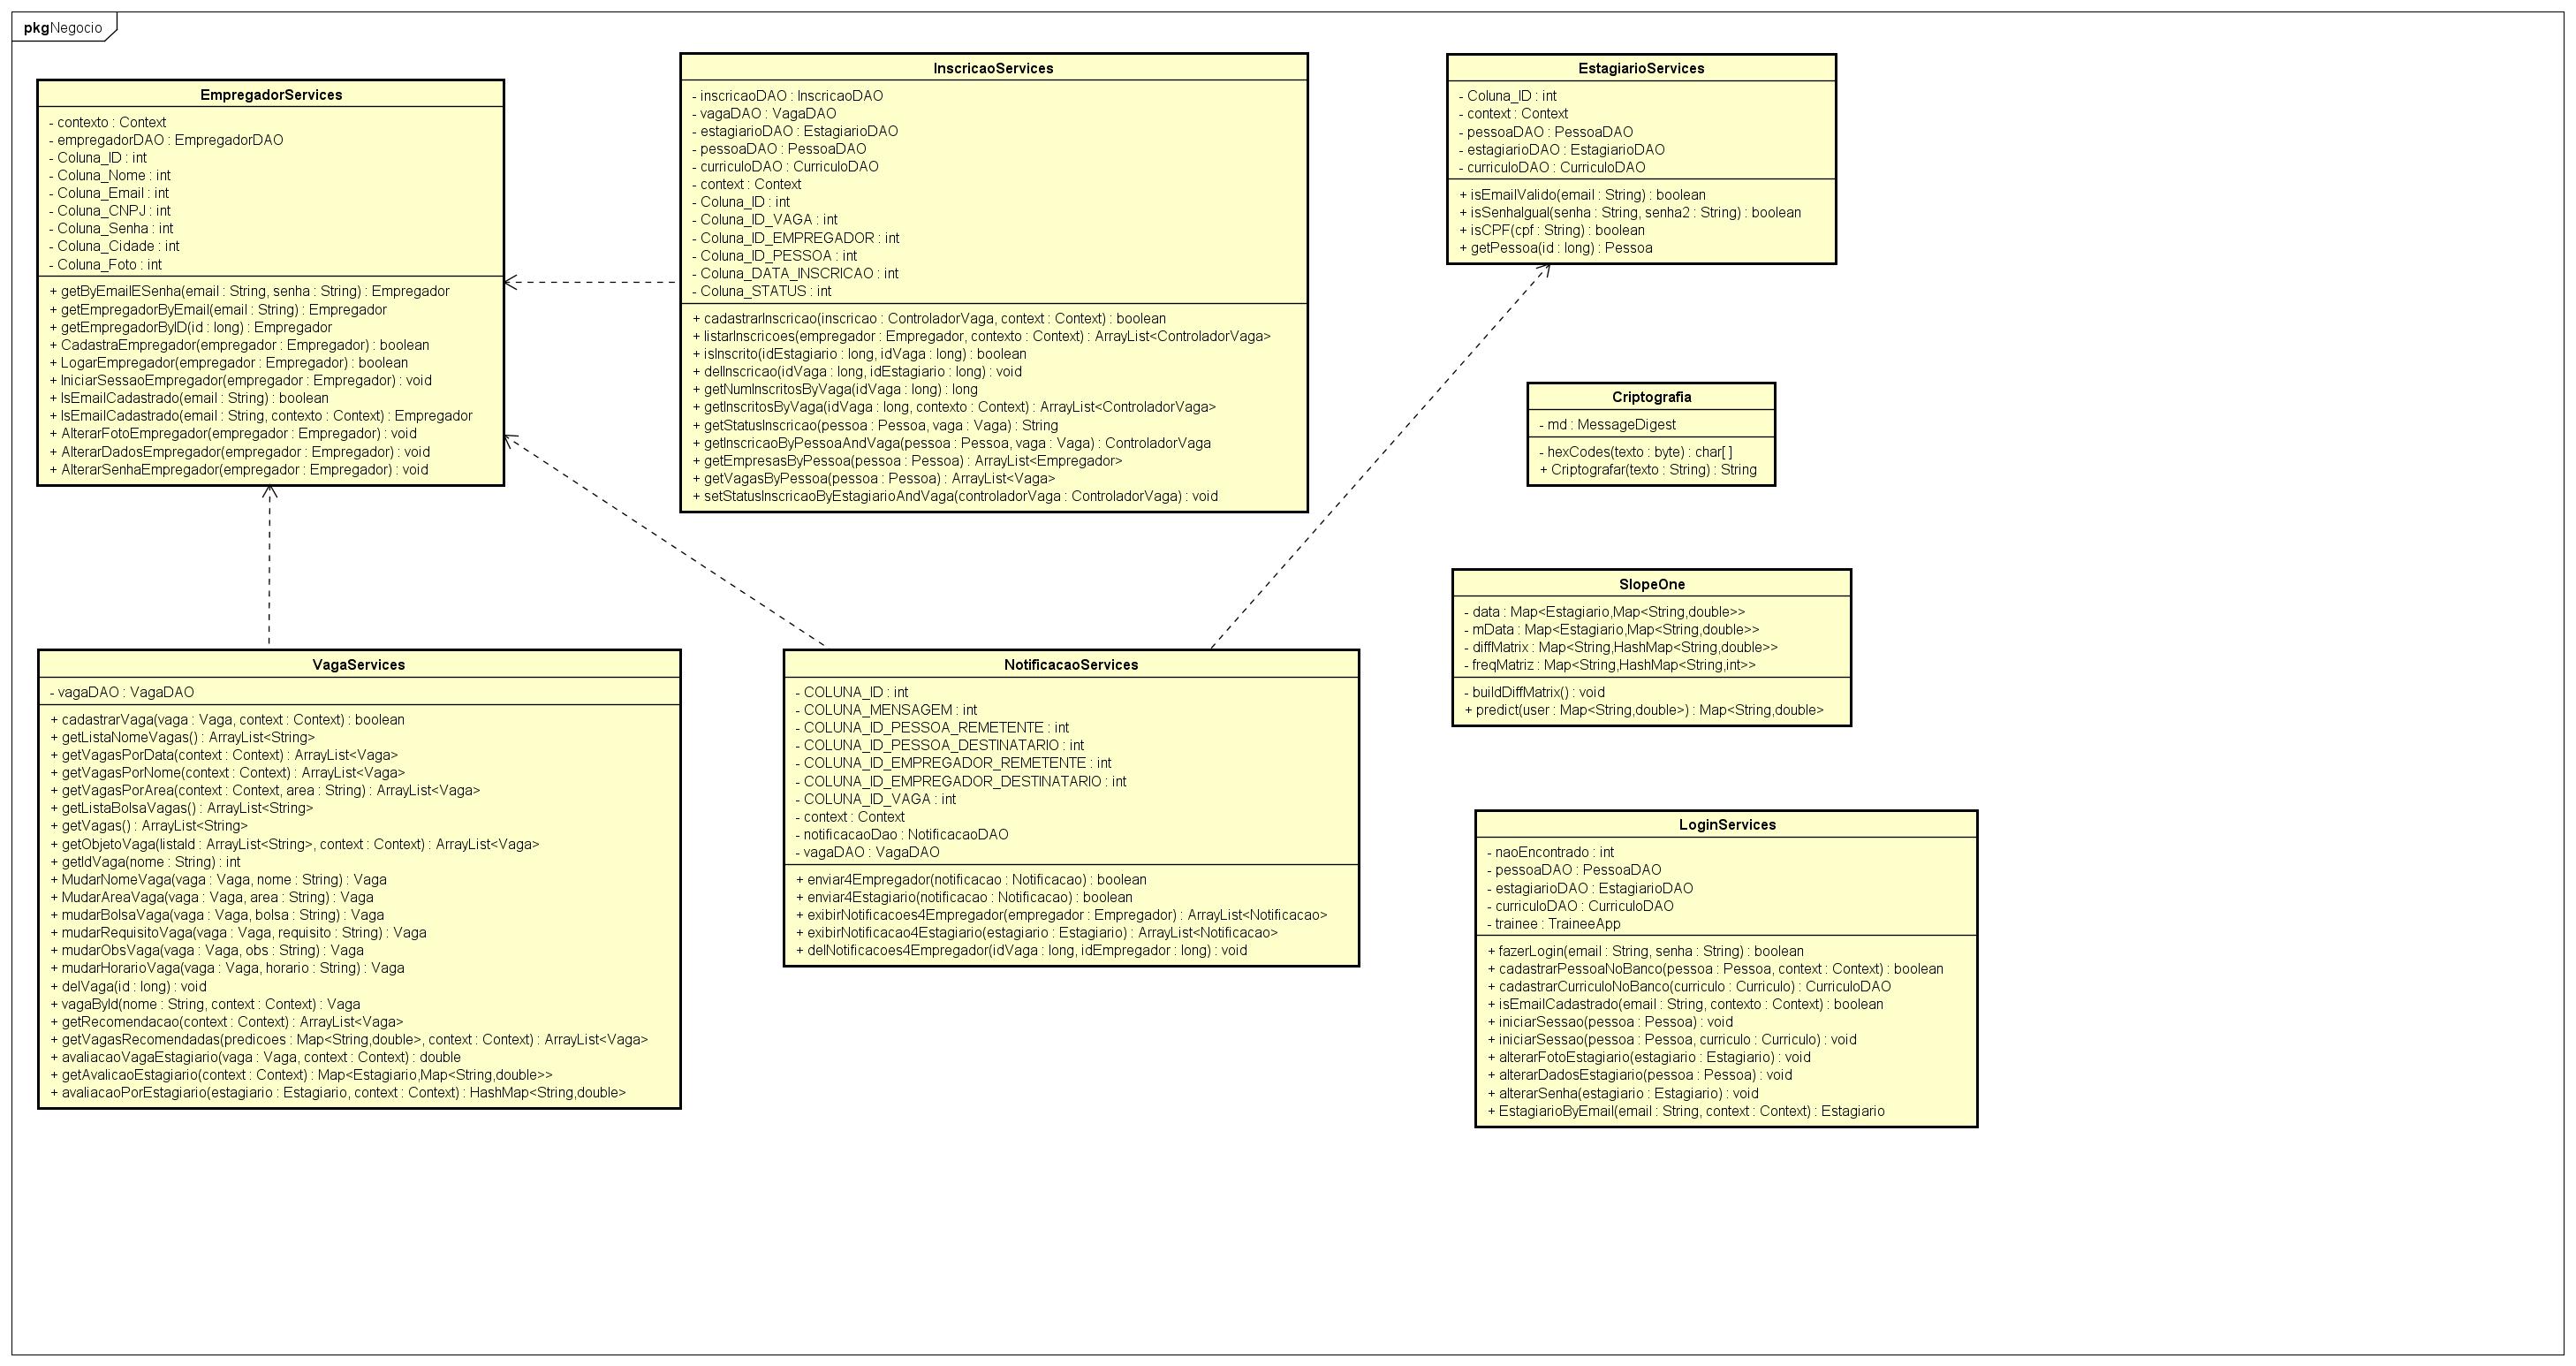 pkgNegocio
EmpregadorServices
- contexto : Context
- empregadorDAO : EmpregadorDAO
- Coluna_ID : int
- Coluna_Nome : int
- Coluna_Email : int
- Coluna_CNPJ : int
- Coluna_Senha : int
- Coluna_Cidade : int
- Coluna_Foto : int
+ getByEmailESenha(email : String, senha : String) : Empregador
+ getEmpregadorByEmail(email : String) : Empregador
+ getEmpregadorByID(id : long) : Empregador
+ CadastraEmpregador(empregador : Empregador) : boolean
+ LogarEmpregador(empregador : Empregador) : boolean
+ IniciarSessaoEmpregador(empregador : Empregador) : void
+ IsEmailCadastrado(email : String) : boolean
+ IsEmailCadastrado(email : String, contexto : Context) : Empregador
+ AlterarFotoEmpregador(empregador : Empregador) : void
+ AlterarDadosEmpregador(empregador : Empregador) : void
+ AlterarSenhaEmpregador(empregador : Empregador) : void
InscricaoServices
- inscricaoDAO : InscricaoDAO
- vagaDAO : VagaDAO
- estagiarioDAO : EstagiarioDAO
- pessoaDAO : PessoaDAO
- curriculoDAO : CurriculoDAO
- context : Context
- Coluna_ID : int
- Coluna_ID_VAGA : int
- Coluna_ID_EMPREGADOR : int
- Coluna_ID_PESSOA : int
- Coluna_DATA_INSCRICAO : int
- Coluna_STATUS : int
+ cadastrarInscricao(inscricao : ControladorVaga, context : Context) : boolean
+ listarInscricoes(empregador : Empregador, contexto : Context) : ArrayList<ControladorVaga>
+ isInscrito(idEstagiario : long, idVaga : long) : boolean
+ delInscricao(idVaga : long, idEstagiario : long) : void
+ getNumInscritosByVaga(idVaga : long) : long
+ getInscritosByVaga(idVaga : long, contexto : Context) : ArrayList<ControladorVaga>
+ getStatusInscricao(pessoa : Pessoa, vaga : Vaga) : String
+ getInscricaoByPessoaAndVaga(pessoa : Pessoa, vaga : Vaga) : ControladorVaga
+ getEmpresasByPessoa(pessoa : Pessoa) : ArrayList<Empregador>
+ getVagasByPessoa(pessoa : Pessoa) : ArrayList<Vaga>
+ setStatusInscricaoByEstagiarioAndVaga(controladorVaga : ControladorVaga) : void
EstagiarioServices
- Coluna_ID : int
- context : Context
- pessoaDAO : PessoaDAO
- estagiarioDAO : EstagiarioDAO
- curriculoDAO : CurriculoDAO
+ isEmailValido(email : String) : boolean
+ isSenhaIgual(senha : String, senha2 : String) : boolean
+ isCPF(cpf : String) : boolean
+ getPessoa(id : long) : Pessoa
Criptografia
- md : MessageDigest
- hexCodes(texto : byte) : char[ ]
+ Criptografar(texto : String) : String
SlopeOne
- data : Map<Estagiario,Map<String,double>>
- mData : Map<Estagiario,Map<String,double>>
- diffMatrix : Map<String,HashMap<String,double>>
- freqMatriz : Map<String,HashMap<String,int>>
- buildDiffMatrix() : void
+ predict(user : Map<String,double>) : Map<String,double>
VagaServices
- vagaDAO : VagaDAO
+ cadastrarVaga(vaga : Vaga, context : Context) : boolean
+ getListaNomeVagas() : ArrayList<String>
+ getVagasPorData(context : Context) : ArrayList<Vaga>
+ getVagasPorNome(context : Context) : ArrayList<Vaga>
+ getVagasPorArea(context : Context, area : String) : ArrayList<Vaga>
+ getListaBolsaVagas() : ArrayList<String>
+ getVagas() : ArrayList<String>
+ getObjetoVaga(listaId : ArrayList<String>, context : Context) : ArrayList<Vaga>
+ getIdVaga(nome : String) : int
+ MudarNomeVaga(vaga : Vaga, nome : String) : Vaga
+ MudarAreaVaga(vaga : Vaga, area : String) : Vaga
+ mudarBolsaVaga(vaga : Vaga, bolsa : String) : Vaga
+ mudarRequisitoVaga(vaga : Vaga, requisito : String) : Vaga
+ mudarObsVaga(vaga : Vaga, obs : String) : Vaga
+ mudarHorarioVaga(vaga : Vaga, horario : String) : Vaga
+ delVaga(id : long) : void
+ vagaById(nome : String, context : Context) : Vaga
+ getRecomendacao(context : Context) : ArrayList<Vaga>
+ getVagasRecomendadas(predicoes : Map<String,double>, context : Context) : ArrayList<Vaga>
+ avaliacaoVagaEstagiario(vaga : Vaga, context : Context) : double
+ getAvalicaoEstagiario(context : Context) : Map<Estagiario,Map<String,double>>
+ avaliacaoPorEstagiario(estagiario : Estagiario, context : Context) : HashMap<String,double>
NotificacaoServices
- COLUNA_ID : int
- COLUNA_MENSAGEM : int
- COLUNA_ID_PESSOA_REMETENTE : int
- COLUNA_ID_PESSOA_DESTINATARIO : int
- COLUNA_ID_EMPREGADOR_REMETENTE : int
- COLUNA_ID_EMPREGADOR_DESTINATARIO : int
- COLUNA_ID_VAGA : int
- context : Context
- notificacaoDao : NotificacaoDAO
- vagaDAO : VagaDAO
+ enviar4Empregador(notificacao : Notificacao) : boolean
+ enviar4Estagiario(notificacao : Notificacao) : boolean
+ exibirNotificacoes4Empregador(empregador : Empregador) : ArrayList<Notificacao>
+ exibirNotificacao4Estagiario(estagiario : Estagiario) : ArrayList<Notificacao>
+ delNotificacoes4Empregador(idVaga : long, idEmpregador : long) : void
LoginServices
- naoEncontrado : int
- pessoaDAO : PessoaDAO
- estagiarioDAO : EstagiarioDAO
- curriculoDAO : CurriculoDAO
- trainee : TraineeApp
+ fazerLogin(email : String, senha : String) : boolean
+ cadastrarPessoaNoBanco(pessoa : Pessoa, context : Context) : boolean
+ cadastrarCurriculoNoBanco(curriculo : Curriculo) : CurriculoDAO
+ isEmailCadastrado(email : String, contexto : Context) : boolean
+ iniciarSessao(pessoa : Pessoa) : void
+ iniciarSessao(pessoa : Pessoa, curriculo : Curriculo) : void
+ alterarFotoEstagiario(estagiario : Estagiario) : void
+ alterarDadosEstagiario(pessoa : Pessoa) : void
+ alterarSenha(estagiario : Estagiario) : void
+ EstagiarioByEmail(email : String, context : Context) : Estagiario